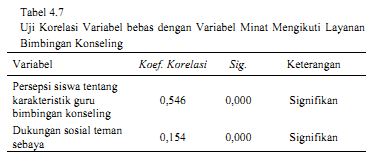 Tabel 4.7
Uji Korelasi Variabel bebas dengan Variabel Minat Mengikuti Layanan
Bimbingan Konseling
Variabel Koef. Korelasi Sig. Keterangan
Persepsi siswa tentang
karakteristik guru 0,546 0,000 Signifikan
bimbingan konseling
Dukungan sosial teman 0,154 0,000 Signifikan
sebaya